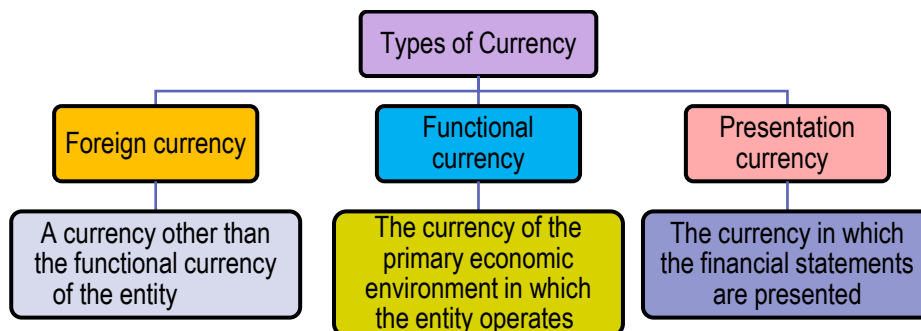 Types of Currency
Foreign currency
Functional
currency
Presentation
currency
A currency other than
the functional currency
of the entity
The currency of the
primary economic
environment in which
the entity operates
The currency in which
the financial statements
are presented